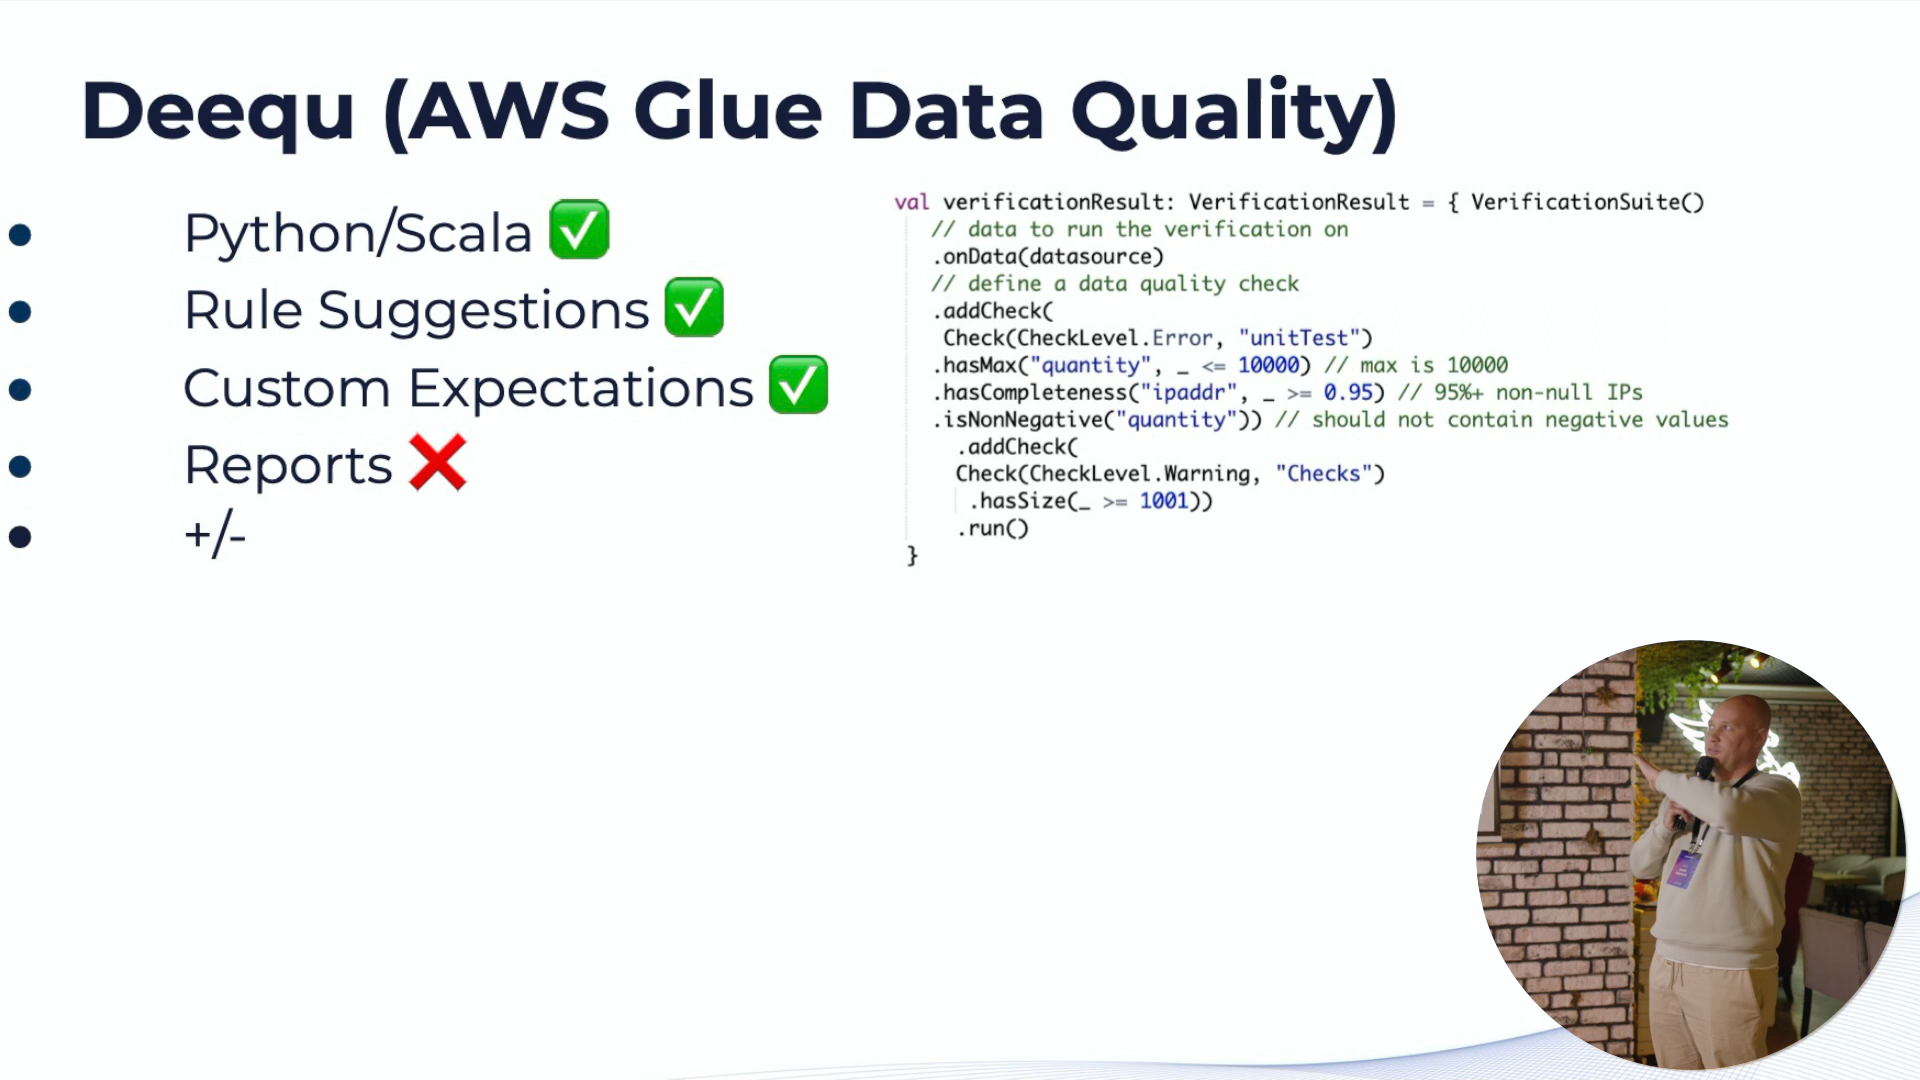 Deequ (AWS Glue Data Quality)
• Python/Scala ✅
• Rule Suggestions ✅
• Custom Expectations ✅
• Reports ❌
• +/-
val verificationResult: VerificationResult = { VerificationSuite()
// data to run the verification on
.onData(datasource)
// define a data quality check
.addCheck(
Check(CheckLevel.Error, "unitTest")
.hasMax("quantity", _ <= 10000) // max is 10000
.hasCompleteness("ipaddr", _ >= 0.95) // 95%+ non-null IPs
.isNonNegative("quantity")) // should not contain negative values
.addCheck(
Check(CheckLevel.Warning, "Checks")
.hasSize(_ >= 1001))
.run()
}